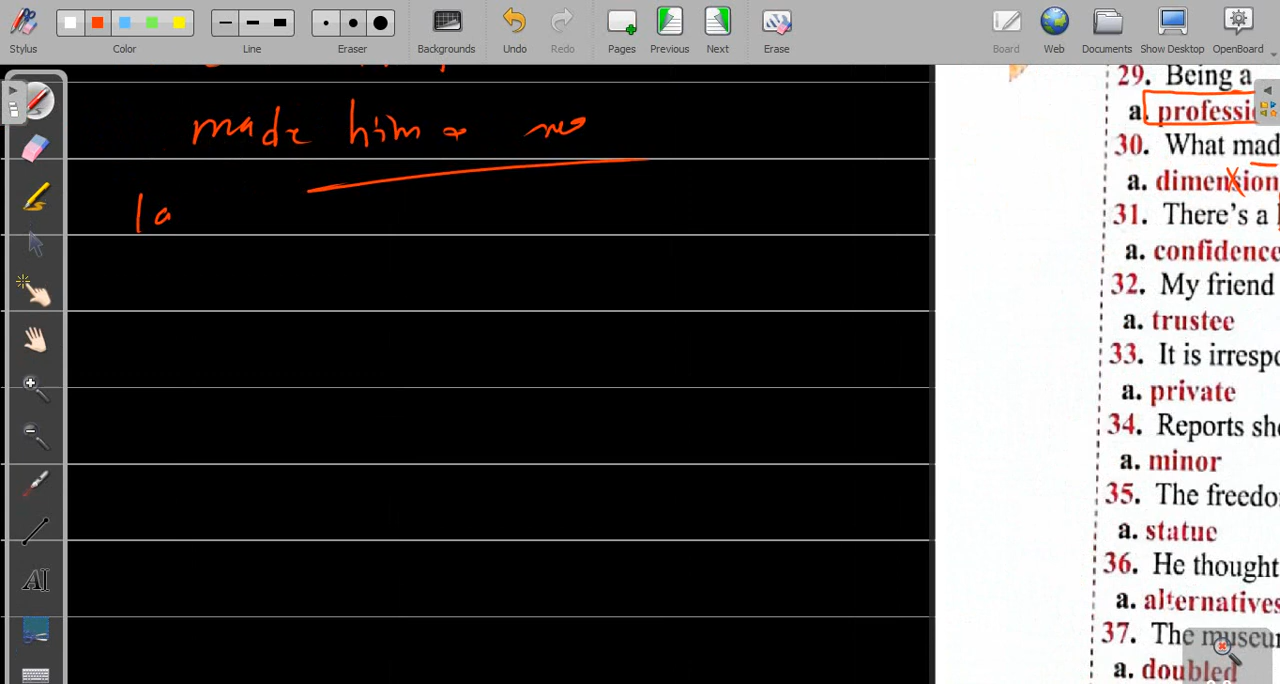 Stylus Color Line Eraser Backgrounds Undo Redo Pages Previous Next Erase Board Web Documents Show Desktop OpenBoard
made him
la
29. Being a
a. professi
30. What mad
a. dimension
31. There's a
a. confidence
32. My friend
a. trustee
33. It is irrespo
a. private
34. Reports sh
a. minor
35. The freedo
a. statue
36. He thought
a. alternatives
37. The museu
a. doubled
AI